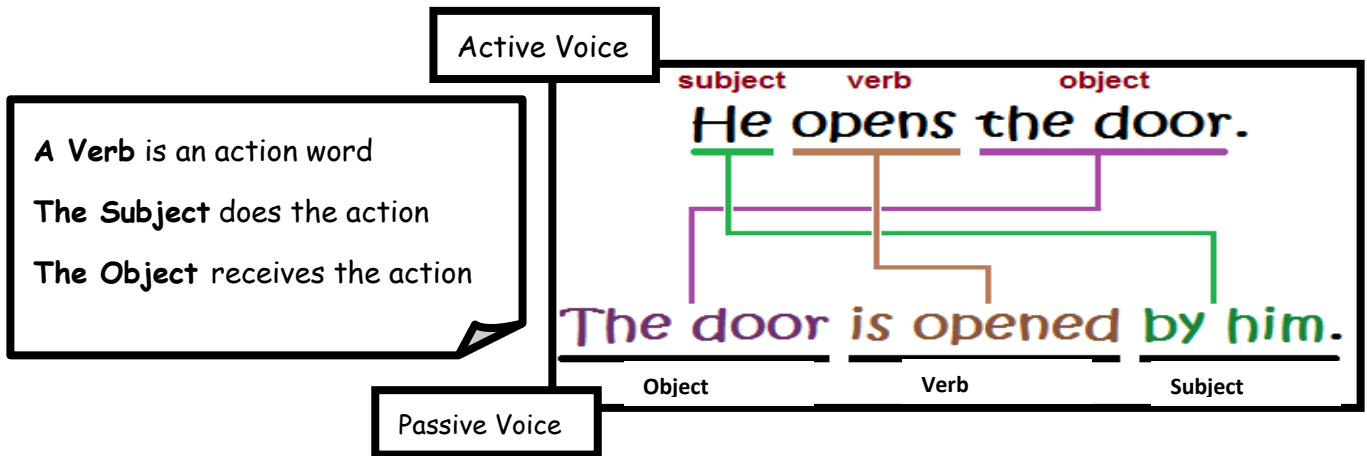 Active Voice
subject verb object
He opens the door.
A Verb is an action word
The Subject does the action
The Object receives the action
The door is opened by him.
Object Verb Subject
Passive Voice